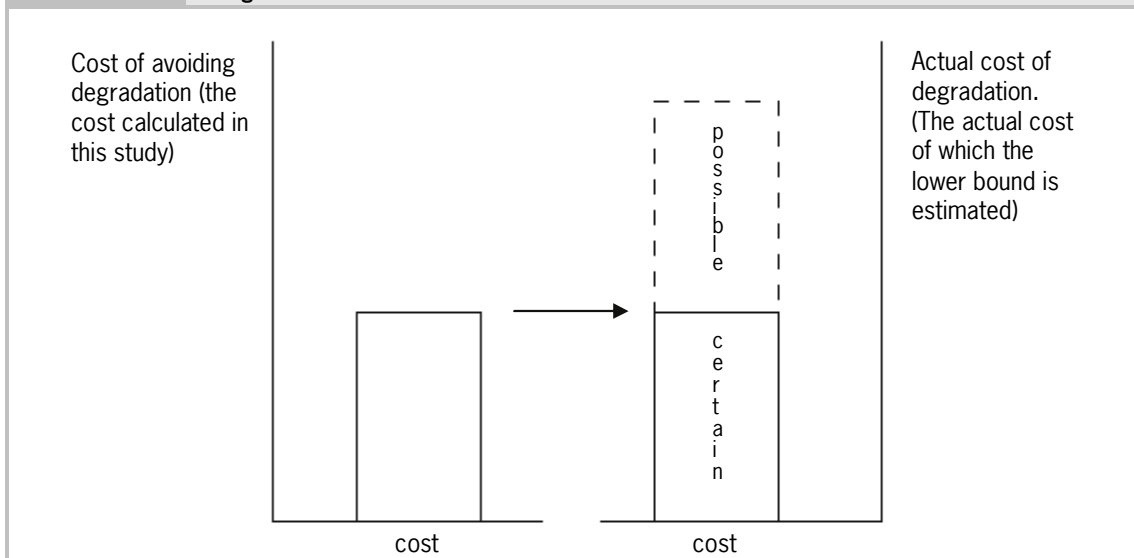 Cost of avoiding
degradation (the
cost calculated in
this study)
possible
certain
Actual cost of
degradation.
(The actual cost
of which the
lower bound is
estimated)
cost
cost